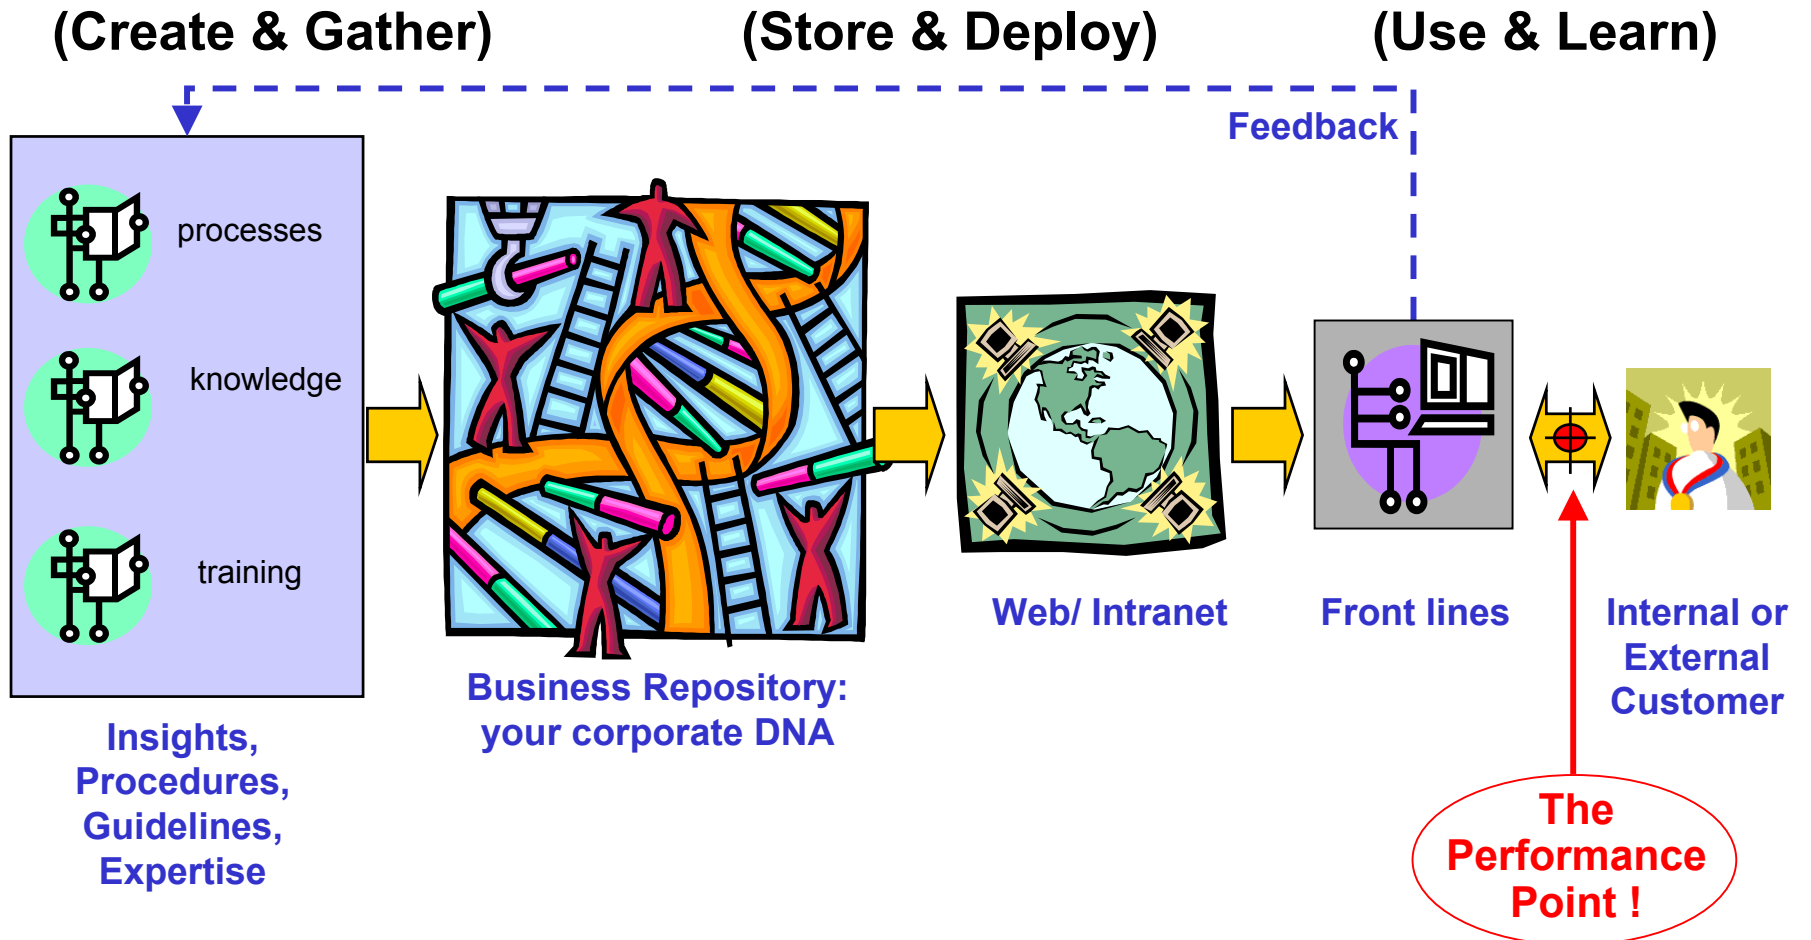 (Create & Gather)
(Store & Deploy)
(Use & Learn)
Feedback
processes
knowledge
training
Insights,
Procedures,
Guidelines,
Expertise
Business Repository:
your corporate DNA
Web/ Intranet
Front lines
Internal or
External
Customer
The
Performance
Point !